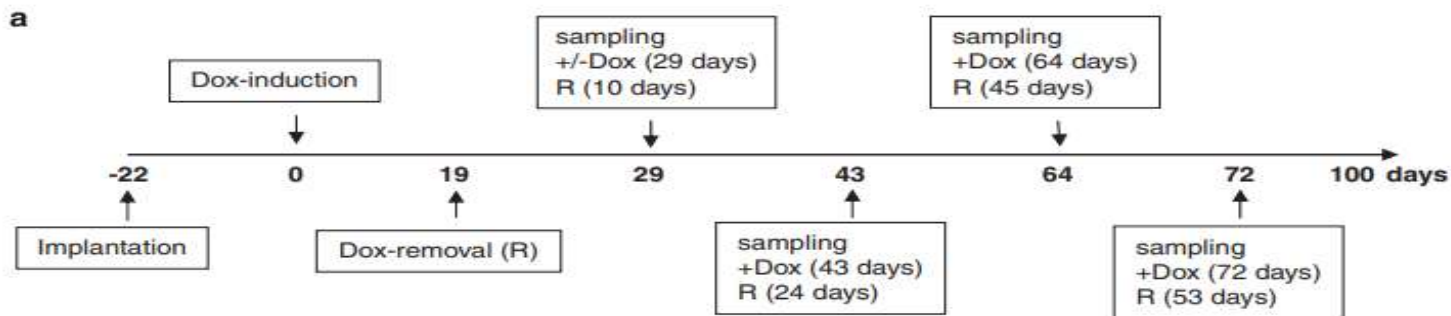 a
Dox-induction
sampling
+/-Dox (29 days)
R (10 days)
sampling
+Dox (64 days)
R (45 days)
-22 0 19 29 43 64 72 100 days
Implantation
Dox-removal (R)
sampling
+Dox (43 days)
R (24 days)
sampling
+Dox (72 days)
R (53 days)